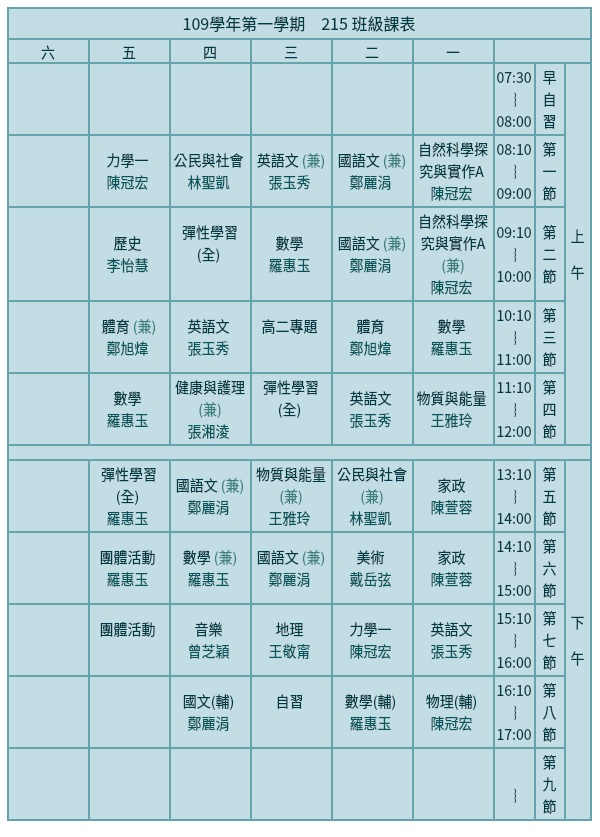 109學年第一學期 215 班級課表
六 五 四 三 二 一
07:30
~
08:00
早
自
習
力學一
陳冠宏
公民與社會
林聖凱
英語文 (兼)
張玉秀
國語文 (兼)
鄭麗涓
自然科學探
究與實作A
陳冠宏
08:10
~
09:00
第
一
節
歷史
李怡慧
彈性學習
(全)
數學
羅惠玉
國語文 (兼)
鄭麗涓
自然科學探
究與實作A
(兼)
陳冠宏
09:10
~
10:00
第
二
節
上
午
體育 (兼)
鄭旭煒
英語文
張玉秀
高二專題
體育
鄭旭煒
數學
羅惠玉
10:10
~
11:00
第
三
節
數學
羅惠玉
健康與護理
(兼)
張湘淩
彈性學習
(全)
英語文
張玉秀
物質與能量
王雅玲
11:10
~
12:00
第
四
節
彈性學習
(全)
羅惠玉
國語文 (兼)
鄭麗涓
物質與能量
(兼)
王雅玲
公民與社會
(兼)
林聖凱
家政
陳萱蓉
13:10
~
14:00
第
五
節
團體活動
羅惠玉
數學 (兼)
羅惠玉
國語文 (兼)
鄭麗涓
美術
戴岳弦
家政
陳萱蓉
14:10
~
15:00
第
六
節
團體活動
音樂
曾芝穎
地理
王敬甯
力學一
陳冠宏
英語文
張玉秀
15:10
~
16:00
第
七
節
下
午
國文(輔)
鄭麗涓
自習
數學(輔)
羅惠玉
物理(輔)
陳冠宏
16:10
~
17:00
第
八
節
~
第
九
節